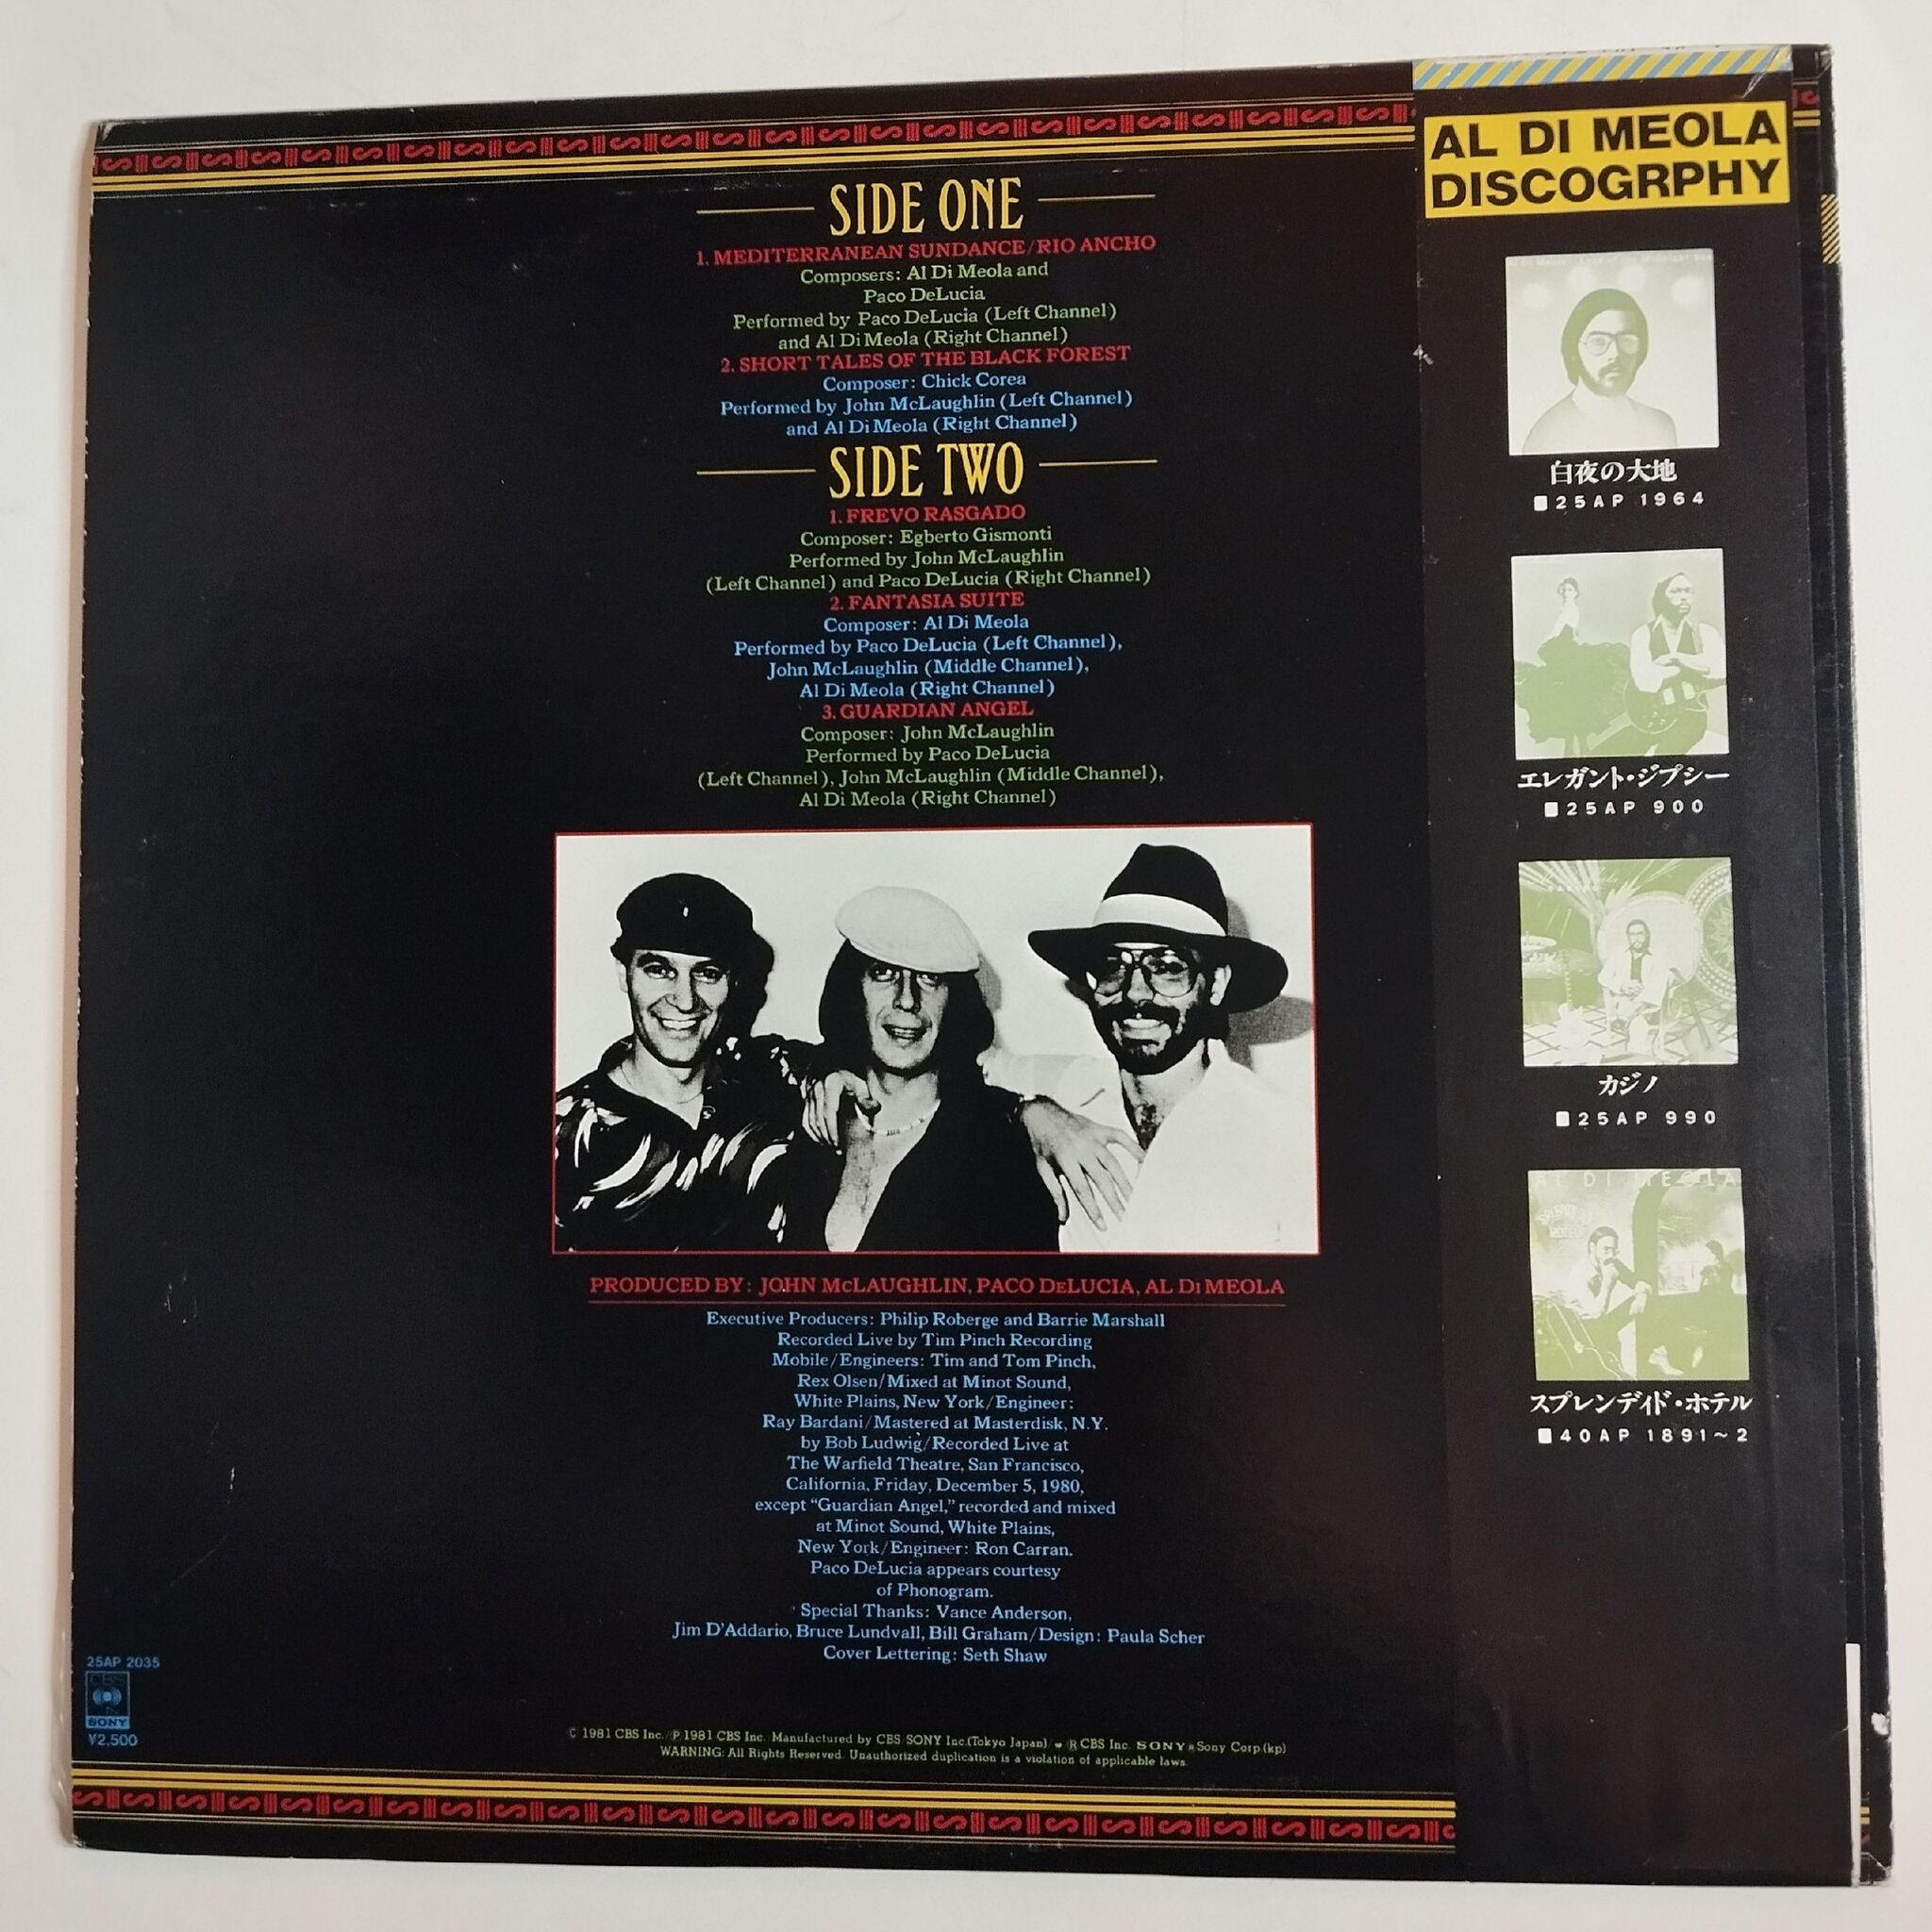 SIDE ONE
1. MEDITERRANEAN SUNDANCE/RIO ANCHO
Composers: Al Di Meola and
Paco DeLucia
Performed by Paco DeLucia (Left Channel)
and Al Di Meola (Right Channel)
2. SHORT TALES OF THE BLACK FOREST
Composer: Chick Corea
Performed by John McLaughlin (Left Channel)
and Al Di Meola (Right Channel)
SIDE TWO
1. FREVO RASGADO
Composer: Egberto Gismonti
Performed by John McLaughlin
(Left Channel) and Paco DeLucia (Right Channel)
2. FANTASIA SUITE
Composer: Al Di Meola
Performed by Paco DeLucia (Left Channel),
John McLaughlin (Middle Channel),
Al Di Meola (Right Channel)
3. GUARDIAN ANGEL
Composer: John McLaughlin
Performed by Paco DeLucia
(Left Channel), John McLaughlin (Middle Channel),
Al Di Meola (Right Channel)
PRODUCED BY: JOHN McLAUGHLIN, PACO DeLUCIA, AL Di MEOLA
Executive Producers: Philip Roberge and Barrie Marshall
Recorded Live by Tim Pinch Recording
Mobile/Engineers: Tim and Tom Pinch,
Rex Olsen/Mixed at Minot Sound,
White Plains, New York/Engineer:
Ray Bardani/Mastered at Masterdisk, N.Y.
by Bob Ludwig/Recorded Live at
The Warfield Theatre, San Francisco,
California, Friday, December 5, 1980,
except “Guardian Angel,” recorded and mixed
at Minot Sound, White Plains,
New York/Engineer: Ron Carran.
Paco DeLucia appears courtesy
of Phonogram.
Special Thanks: Vance Anderson,
Jim D'Addario, Bruce Lundvall, Bill Graham/Design: Paula Scher
Cover Lettering: Seth Shaw
25AP 2035
CBS
SONY
¥2,500
© 1981 CBS Inc./℗ 1981 CBS Inc. Manufactured by CBS/SONY Inc.(Tokyo Japan)/ ® CBS Inc. SONY® Sony Corp.(kp)
WARNING: All Rights Reserved. Unauthorized duplication is a violation of applicable laws.
AL DI MEOLA
DISCOGRPHY
白夜の大地
■25AP 1964
エレガント・ジプシー
■25AP 900
カジノ
■25AP 990
AL DI MEOLA
スプレンディド・ホテル
■40AP 1891~2